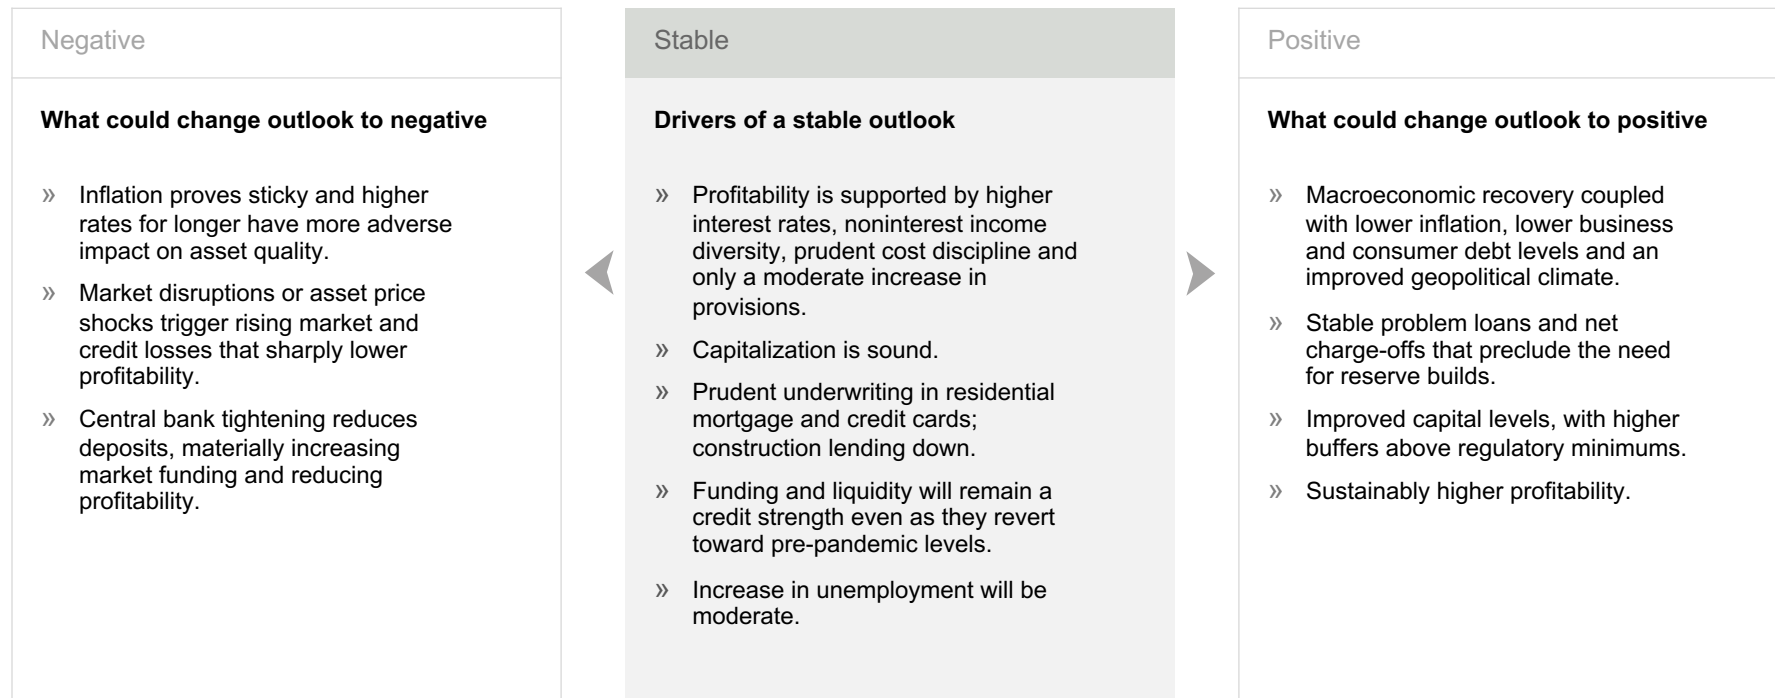 Negative
What could change outlook to negative
» Inflation proves sticky and higher
rates for longer have more adverse
impact on asset quality.
» Market disruptions or asset price
shocks trigger rising market and
credit losses that sharply lower
profitability.
» Central bank tightening reduces
deposits, materially increasing
market funding and reducing
profitability.
Stable
Drivers of a stable outlook
» Profitability is supported by higher
interest rates, noninterest income
diversity, prudent cost discipline and
only a moderate increase in
provisions.
» Capitalization is sound.
» Prudent underwriting in residential
mortgage and credit cards;
construction lending down.
» Funding and liquidity will remain a
credit strength even as they revert
toward pre-pandemic levels.
» Increase in unemployment will be
moderate.
Positive
What could change outlook to positive
» Macroeconomic recovery coupled
with lower inflation, lower business
and consumer debt levels and an
improved geopolitical climate.
» Stable problem loans and net
charge-offs that preclude the need
for reserve builds.
» Improved capital levels, with higher
buffers above regulatory minimums.
» Sustainably higher profitability.